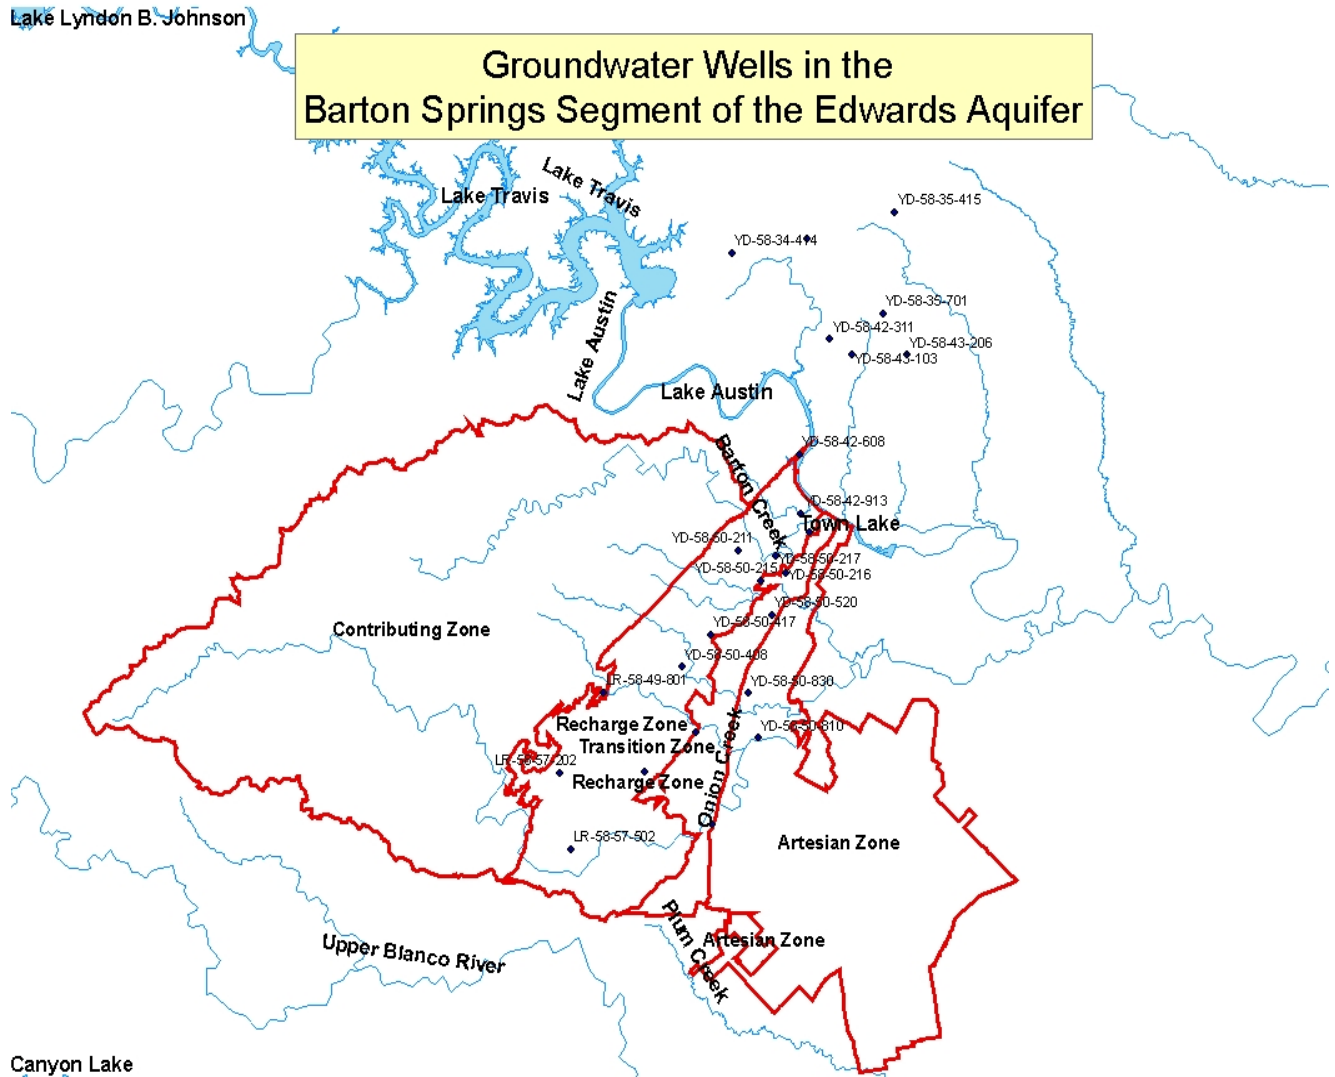 Lake Lyndon B. Johnson
Groundwater Wells in the
Barton Springs Segment of the Edwards Aquifer
Lake Travis
Lake Travis
YD-58-35-415
YD-58-34-414
Lake Austin
YD-58-35-701
YD-58-42-311
YD-58-43-206
YD-58-43-103
Lake Austin
YD-58-42-608
Barton Creek
YD-58-42-913
Town Lake
YD-58-50-211
YD-58-50-217
YD-58-50-215
YD-58-50-216
YD-58-50-520
YD-58-50-417
Contributing Zone
YD-58-50-408
LR-58-49-801
YD-58-50-830
Recharge Zone
YD-58-50-810
Transition Zone
Onion Creek
LR-58-57-202
Recharge Zone
LR-58-57-502
Artesian Zone
Plum Creek
Artesian Zone
Upper Blanco River
Canyon Lake